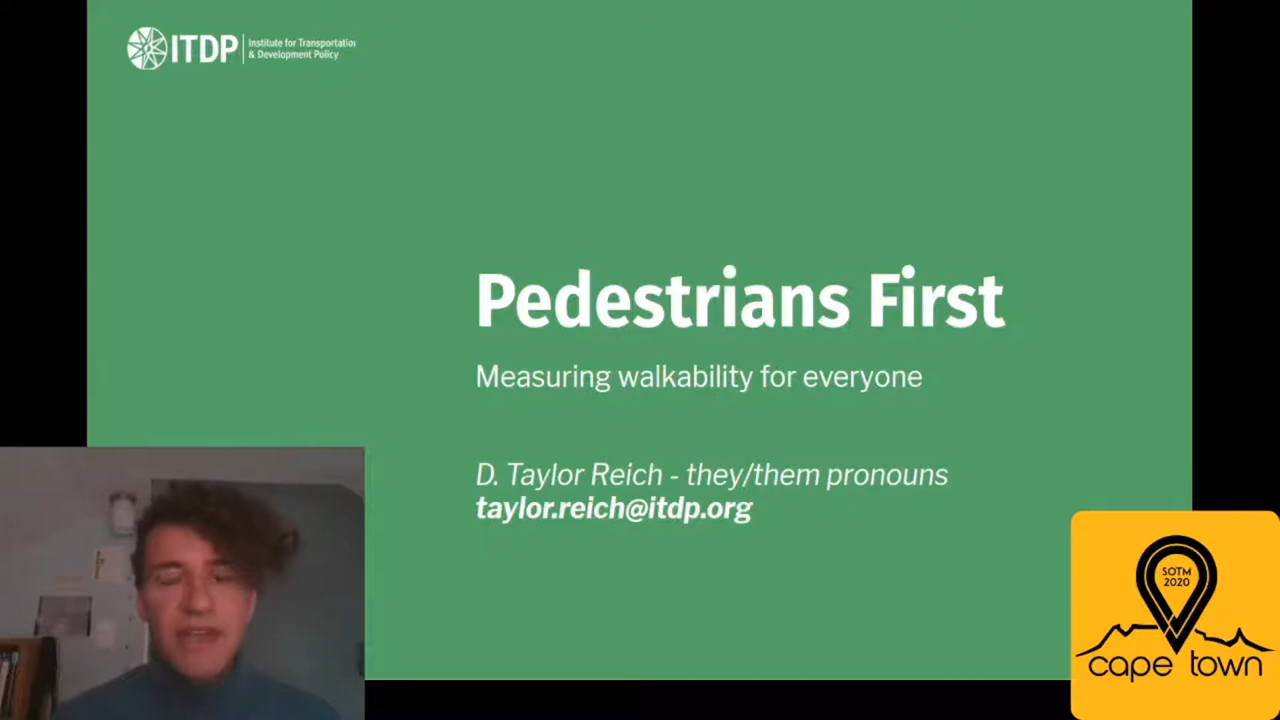 ITDP
Institute for Transportation
& Development Policy
Pedestrians First
Measuring walkability for everyone
D. Taylor Reich - they/them pronouns
taylor.reich@itdp.org
SOTM
2020
cape town